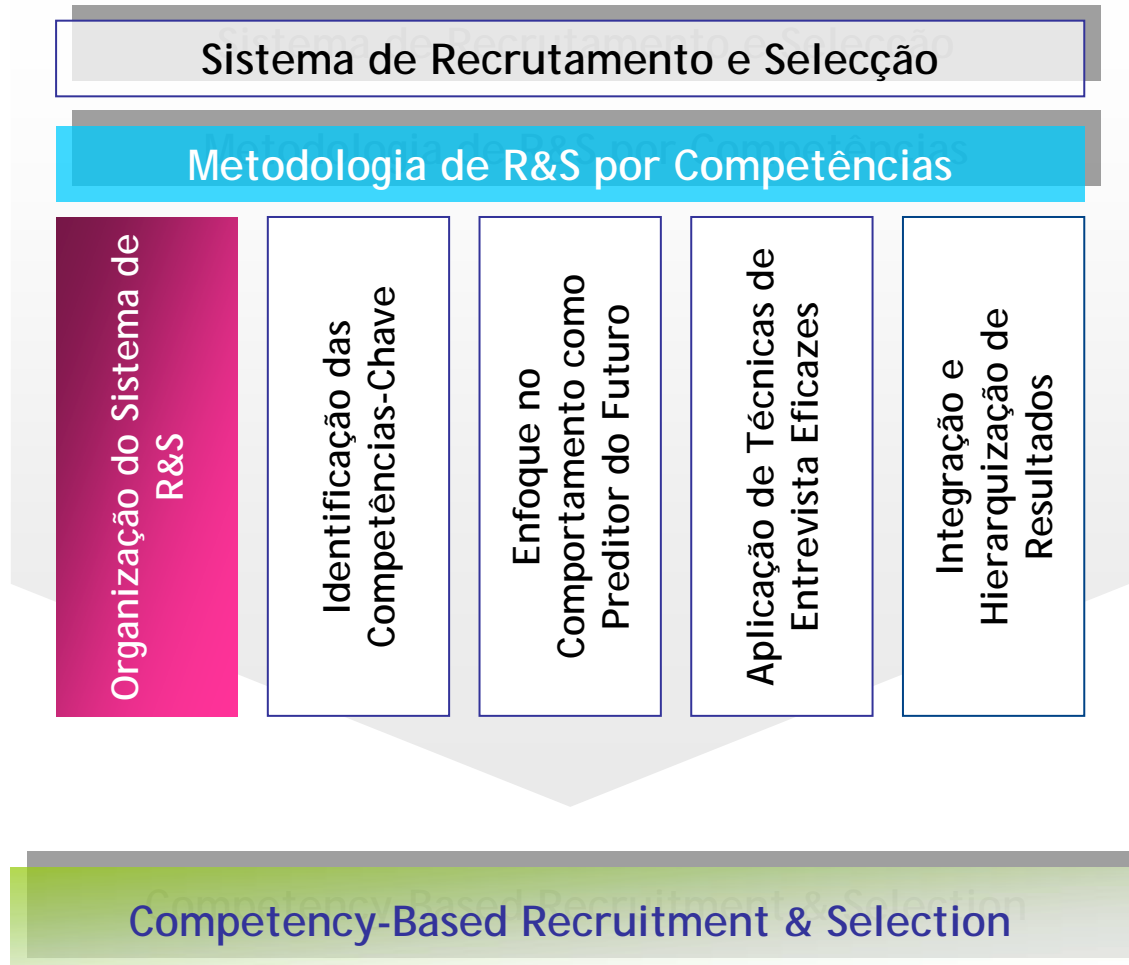 Sistema de Recrutamento e Selecção
Metodologia de R&S por Competências
Organização do Sistema de
R&S
Identificação das
Competências-Chave
Enfoque no
Comportamento como
Preditor do Futuro
Aplicação de Técnicas de
Entrevista Eficazes
Integração e
Hierarquização de
Resultados
Competency-Based Recruitment & Selection